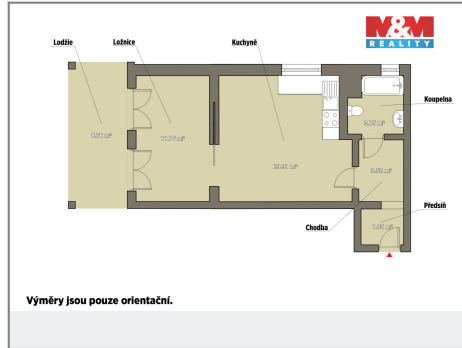 M&M
REALITY
Lodžie
Ložnice
Kuchyně
Koupelna
Chodba
Předsíň
Výměry jsou pouze orientační.